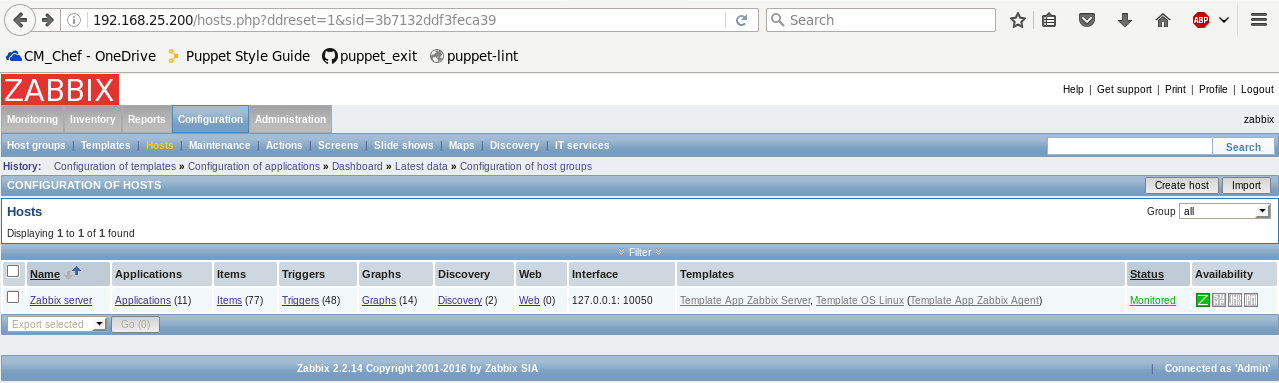 192.168.25.200/hosts.php?ddreset=1&sid=3b7132ddf3feca39 Search
CM_Chef - OneDrive Puppet Style Guide puppet_exit puppet-lint
ZABBIX Help | Get support | Print | Profile | Logout
Monitoring Inventory Reports Configuration Administration zabbix
Host groups | Templates | Hosts | Maintenance | Actions | Screens | Slide shows | Maps | Discovery | IT services Search
History: Configuration of templates » Configuration of applications » Dashboard » Latest data » Configuration of host groups
CONFIGURATION OF HOSTS Create host Import
Hosts Group all
Displaying 1 to 1 of 1 found
Filter
Name Applications Items Triggers Graphs Discovery Web Interface Templates Status Availability
Zabbix server Applications (11) Items (77) Triggers (48) Graphs (14) Discovery (2) Web (0) 127.0.0.1: 10050 Template App Zabbix Server, Template OS Linux (Template App Zabbix Agent) Monitored Z
Export selected Go (0)
Zabbix 2.2.14 Copyright 2001-2016 by Zabbix SIA | Connected as 'Admin'